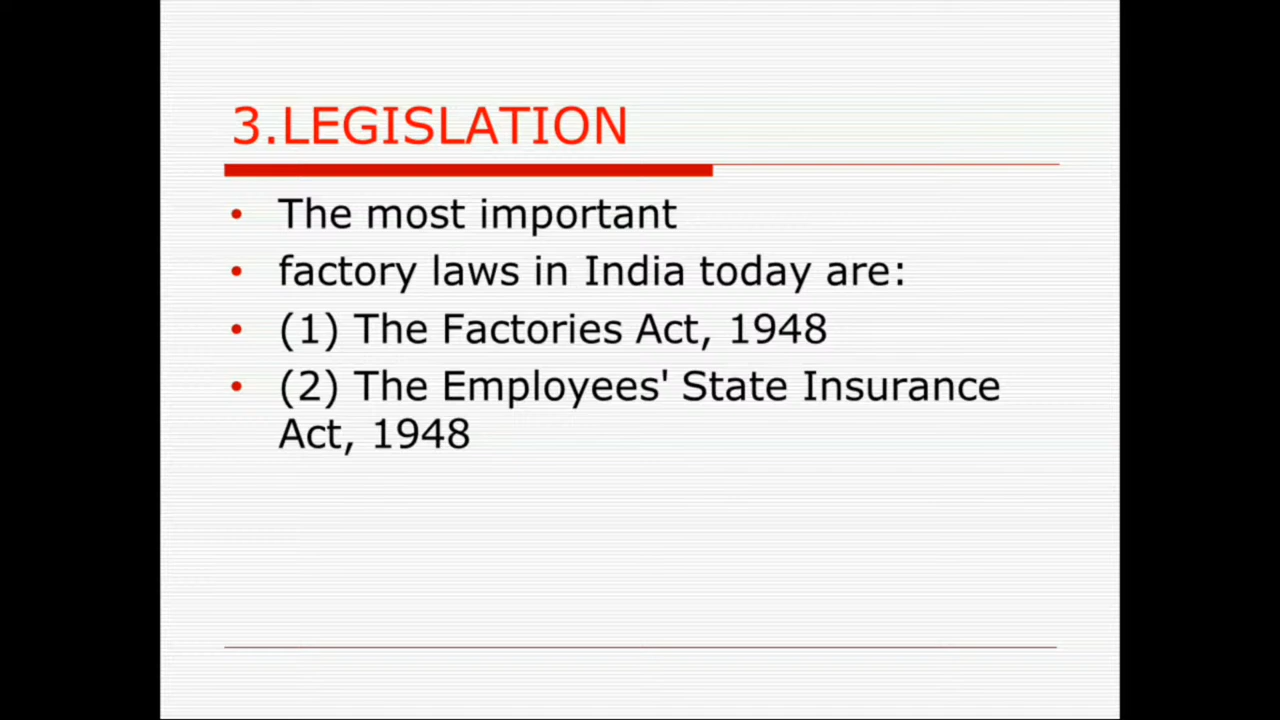 3.LEGISLATION
• The most important
• factory laws in India today are:
• (1) The Factories Act, 1948
• (2) The Employees' State Insurance
Act, 1948